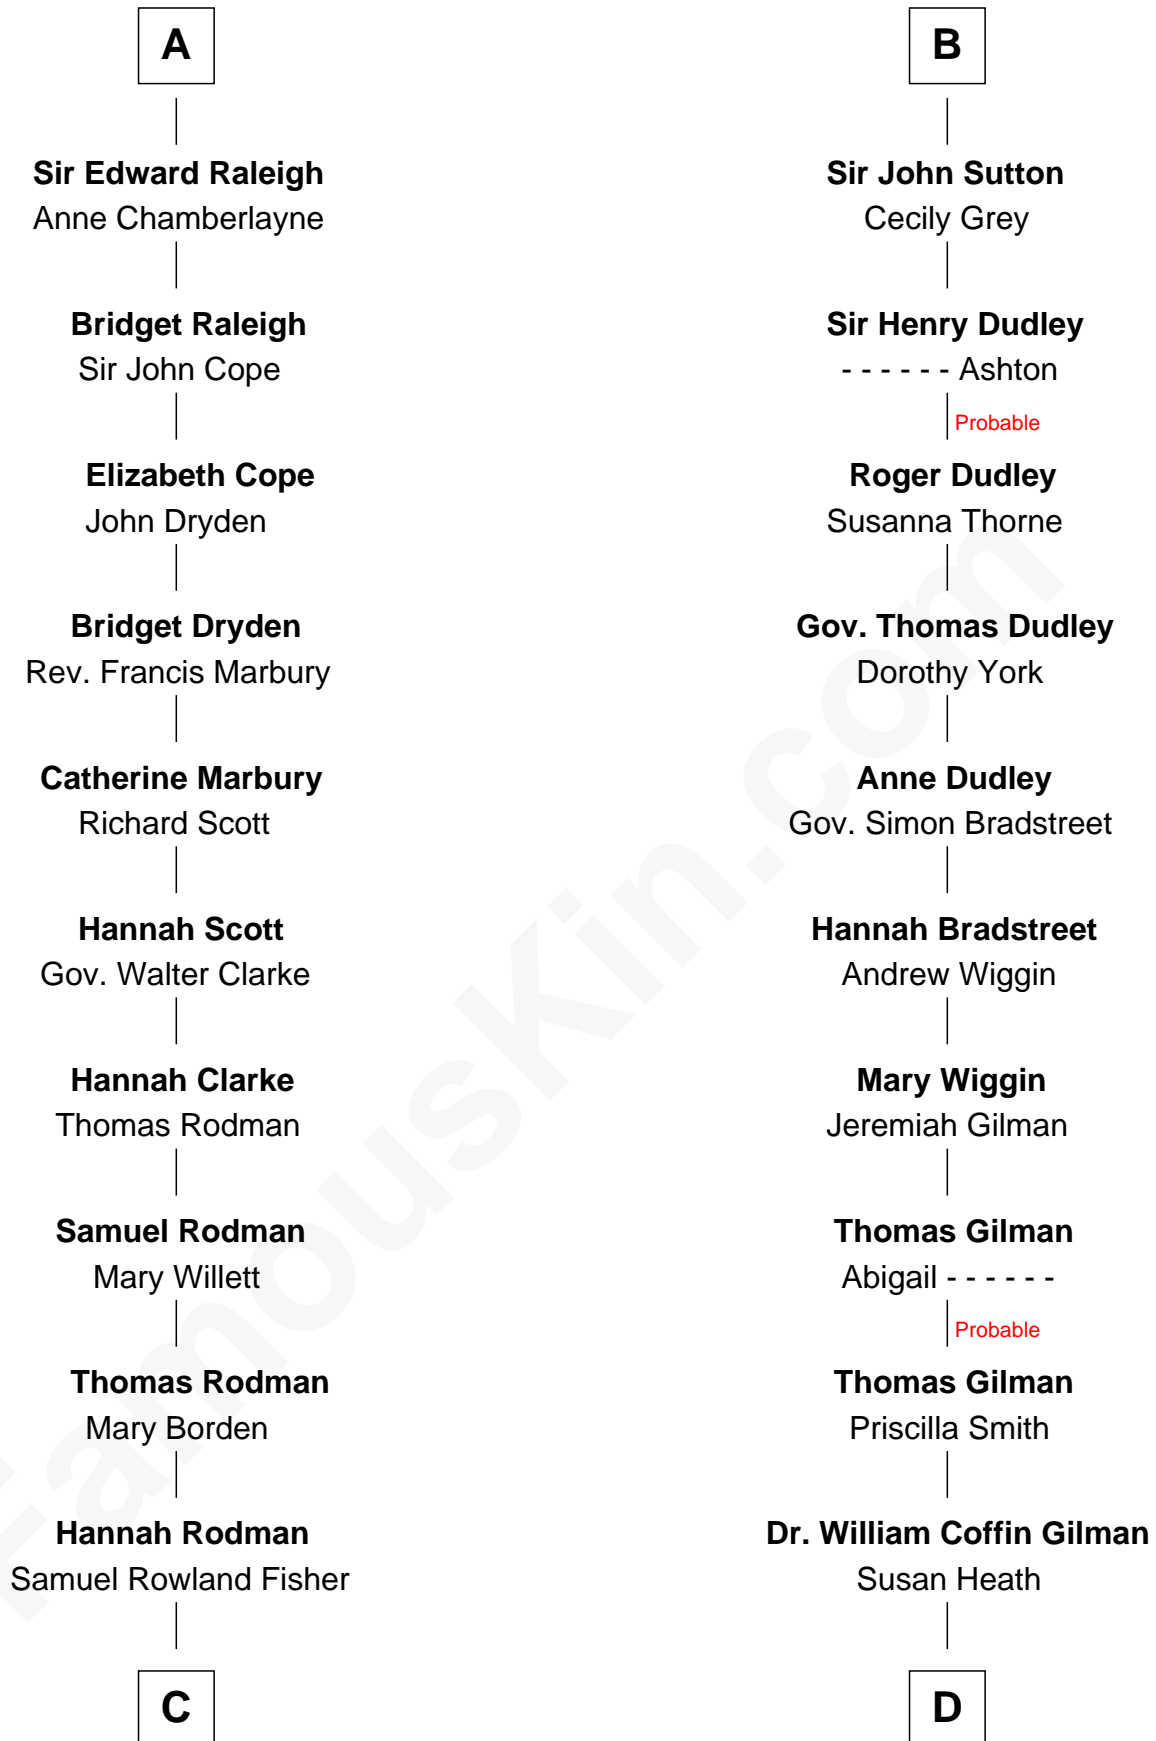 A
Sir Edward Raleigh
Anne Chamberlayne
Bridget Raleigh
Sir John Cope
Elizabeth Cope
John Dryden
Bridget Dryden
Rev. Francis Marbury
Catherine Marbury
Richard Scott
Hannah Scott
Gov. Walter Clarke
Hannah Clarke
Thomas Rodman
Samuel Rodman
Mary Willett
Thomas Rodman
Mary Borden
Hannah Rodman
Samuel Rowland Fisher
C
B
Sir John Sutton
Cecily Grey
Sir Henry Dudley
- - - - - - Ashton
Probable
Roger Dudley
Susanna Thorne
Gov. Thomas Dudley
Dorothy York
Anne Dudley
Gov. Simon Bradstreet
Hannah Bradstreet
Andrew Wiggin
Mary Wiggin
Jeremiah Gilman
Thomas Gilman
Abigail - - - - - -
Probable
Thomas Gilman
Priscilla Smith
Dr. William Coffin Gilman
Susan Heath
D
FamousKin.com